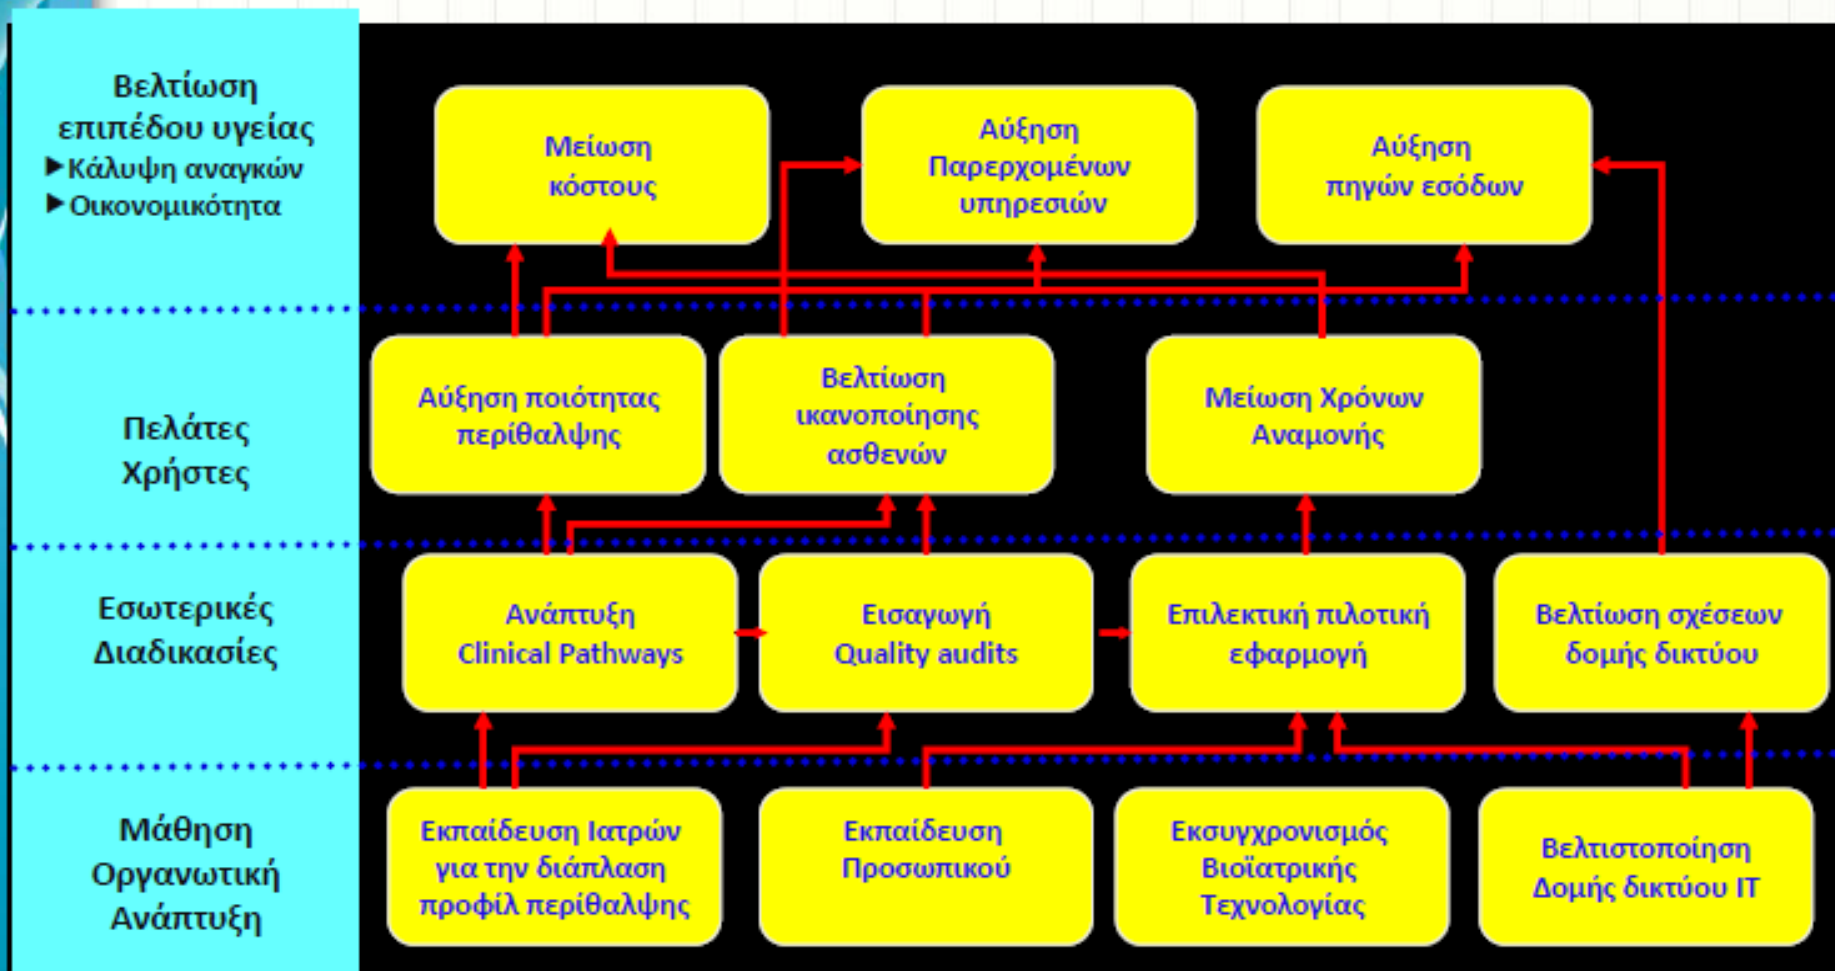 Βελτίωση
επιπέδου υγείας
►Κάλυψη αναγκών
►Οικονομικότητα
Μείωση
κόστους
Αύξηση
Παρερχομένων
υπηρεσιών
Αύξηση
πηγών εσόδων
Πελάτες
Χρήστες
Αύξηση ποιότητας
περίθαλψης
Βελτίωση
ικανοποίησης
ασθενών
Μείωση Χρόνων
Αναμονής
Εσωτερικές
Διαδικασίες
Ανάπτυξη
Clinical Pathways
Εισαγωγή
Quality audits
Επιλεκτική πιλοτική
εφαρμογή
Βελτίωση σχέσεων
δομής δικτύου
Μάθηση
Οργανωτική
Ανάπτυξη
Εκπαίδευση Ιατρών
για την διάπλαση
προφίλ περίθαλψης
Εκπαίδευση
Προσωπικού
Εκσυγχρονισμός
Βιοϊατρικής
Τεχνολογίας
Βελτιστοποίηση
Δομής δικτύου IT